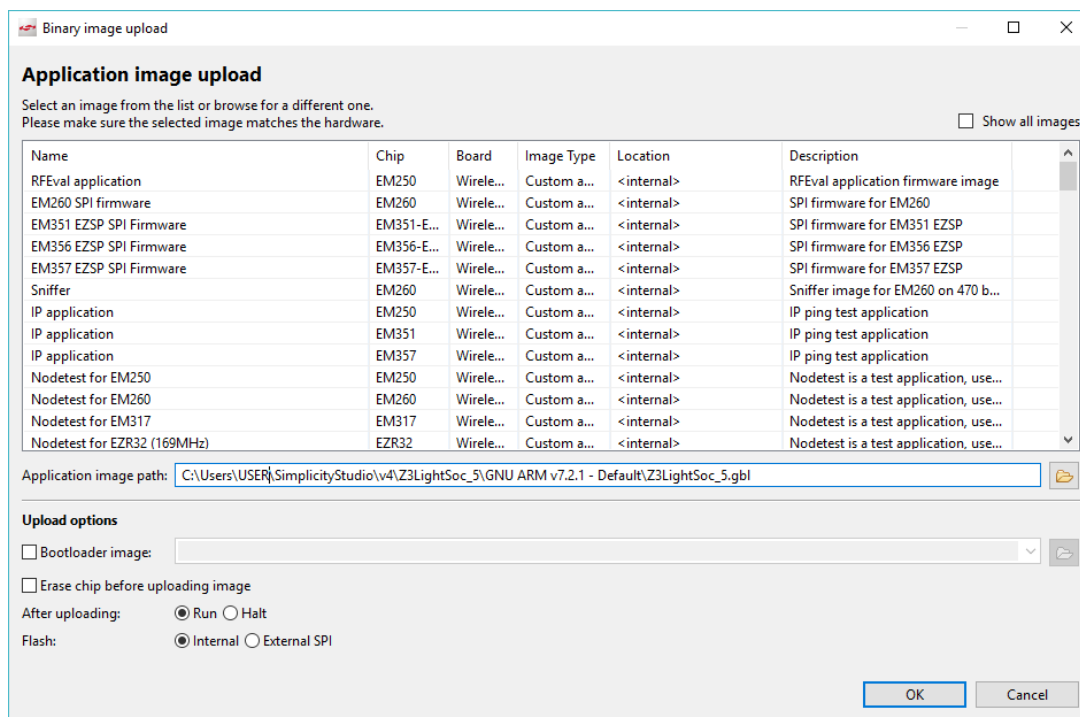 Binary image upload
Application image upload
Select an image from the list or browse for a different one.
Please make sure the selected image matches the hardware.
Show all images
Name Chip Board Image Type Location Description
RFEval application EM250 Wirele... Custom a... <internal> RFEval application firmware image
EM260 SPI firmware EM260 Wirele... Custom a... <internal> SPI firmware for EM260
EM351 EZSP SPI Firmware EM351-E... Wirele... Custom a... <internal> SPI firmware for EM351 EZSP
EM356 EZSP SPI Firmware EM356-E... Wirele... Custom a... <internal> SPI firmware for EM356 EZSP
EM357 EZSP SPI Firmware EM357-E... Wirele... Custom a... <internal> SPI firmware for EM357 EZSP
Sniffer EM260 Wirele... Custom a... <internal> Sniffer image for EM260 on 470 b...
IP application EM250 Wirele... Custom a... <internal> IP ping test application
IP application EM351 Wirele... Custom a... <internal> IP ping test application
IP application EM357 Wirele... Custom a... <internal> IP ping test application
Nodetest for EM250 EM250 Wirele... Custom a... <internal> Nodetest is a test application, use...
Nodetest for EM260 EM260 Wirele... Custom a... <internal> Nodetest is a test application, use...
Nodetest for EM317 EM317 Wirele... Custom a... <internal> Nodetest is a test application, use...
Nodetest for EZR32 (169MHz) EZR32 Wirele... Custom a... <internal> Nodetest is a test application, use...
Application image path: C:\Users\USER\SimplicityStudio\v4\Z3LightSoc_5\GNU ARM v7.2.1 - Default\Z3LightSoc_5.gbl
Upload options
Bootloader image:
Erase chip before uploading image
After uploading: Run Halt
Flash: Internal External SPI
OK Cancel